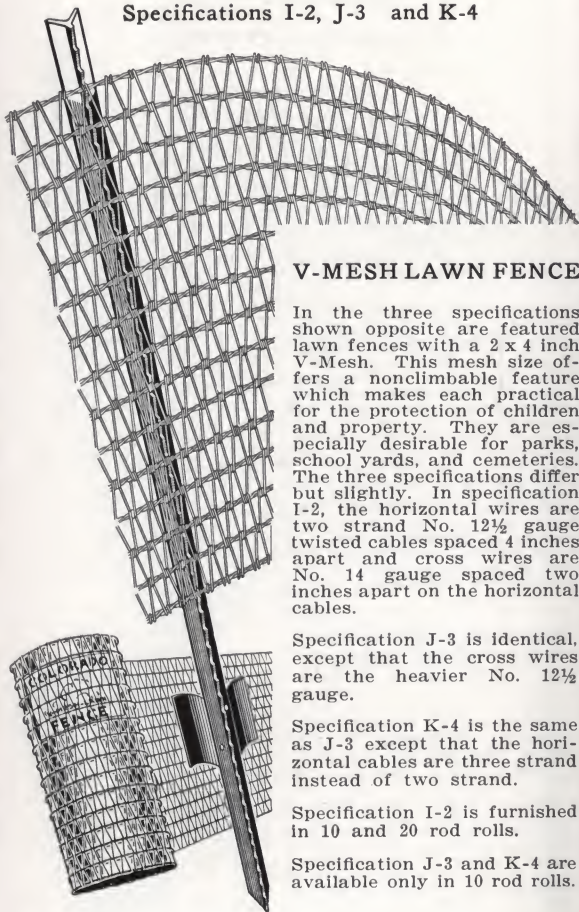 Specifications I-2, J-3 and K-4
V-MESH LAWN FENCE
In the three specifications
shown opposite are featured
lawn fences with a 2 x 4 inch
V-Mesh. This mesh size of-
fers a nonclimbable feature
which makes each practical
for the protection of children
and property. They are es-
pecially desirable for parks,
school yards, and cemeteries.
The three specifications differ
but slightly. In specification
I-2, the horizontal wires are
two strand No. 12½ gauge
twisted cables spaced 4 inches
apart and cross wires are
No. 14 gauge spaced two
inches apart on the horizontal
cables.
Specification J-3 is identical,
except that the cross wires
are the heavier No. 12½
gauge.
Specification K-4 is the same
as J-3 except that the hori-
zontal cables are three strand
instead of two strand.
Specification I-2 is furnished
in 10 and 20 rod rolls.
Specification J-3 and K-4 are
available only in 10 rod rolls.
COLORADO
FENCE